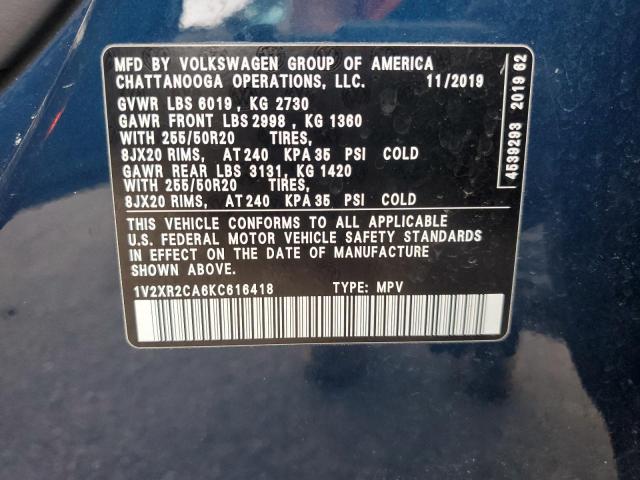 MFD BY VOLKSWAGEN GROUP OF AMERICA
CHATTANOOGA OPERATIONS, LLC. 11/2019
GVWR LBS 6019 , KG 2730
GAWR FRONT LBS 2998 , KG 1360
WITH 255/50R20 TIRES,
8JX20 RIMS, AT 240 KPA 35 PSI COLD
GAWR REAR LBS 3131, KG 1420
WITH 255/50R20 TIRES,
8JX20 RIMS, AT 240 KPA 35 PSI COLD
THIS VEHICLE CONFORMS TO ALL APPLICABLE
U.S. FEDERAL MOTOR VEHICLE SAFETY STANDARDS
IN EFFECT ON THE DATE OF MANUFACTURE
SHOWN ABOVE.
1V2XR2CA6KC616418 TYPE: MPV
4539293 2019 62